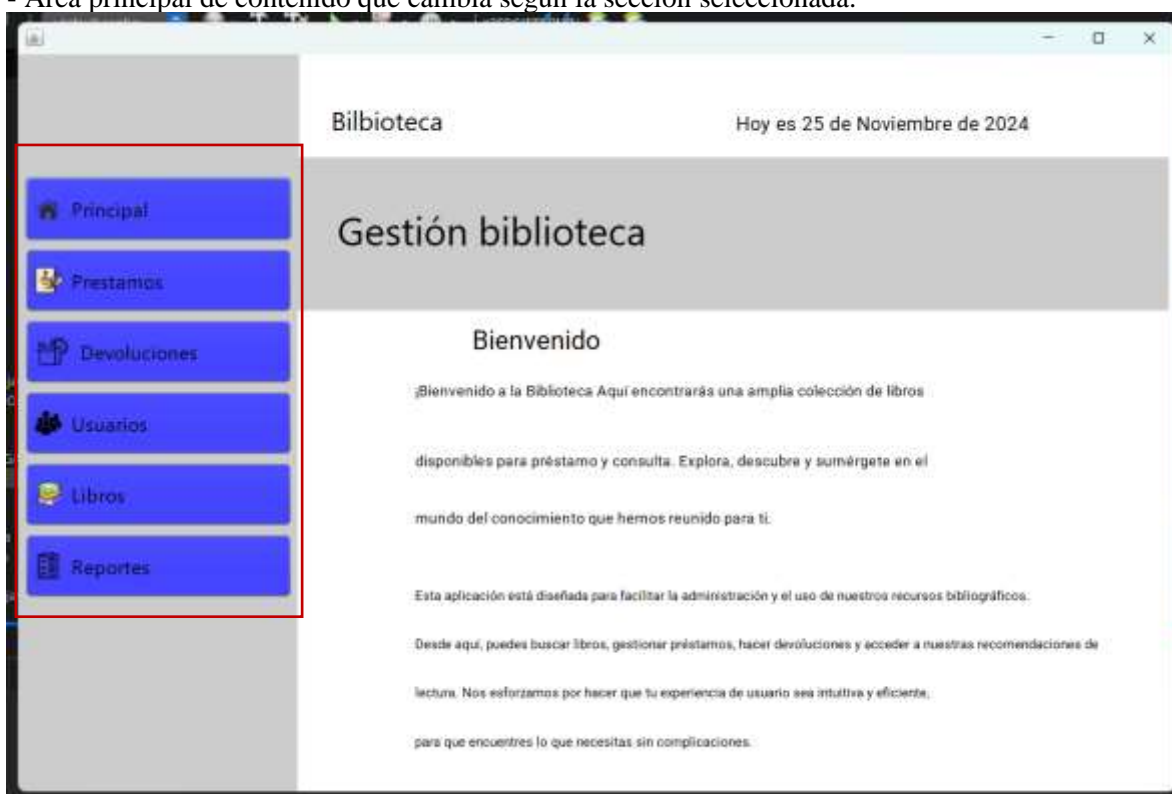 - Área principal de contenido que cambia según la sección seleccionada.
Bilbioteca
Hoy es 25 de Noviembre de 2024
Principal
Prestamos
Devoluciones
Usuarios
Libros
Reportes
Gestión biblioteca
Bienvenido
¡Bienvenido a la Biblioteca Aquí encontrarás una amplia colección de libros
disponibles para préstamo y consulta. Explora, descubre y sumérgete en el
mundo del conocimiento que hemos reunido para ti.
Esta aplicación está diseñada para facilitar la administración y el uso de nuestros recursos bibliográficos.
Desde aquí, puedes buscar libros, gestionar préstamos, hacer devoluciones y acceder a nuestras recomendaciones de
lectura. Nos esforzamos por hacer que tu experiencia de usuario sea intuitiva y eficiente,
para que encuentres lo que necesitas sin complicaciones.